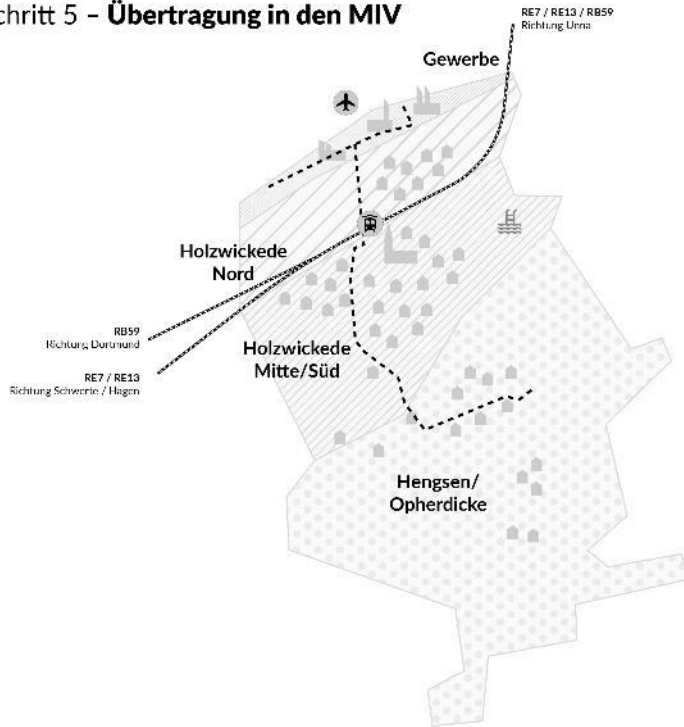 chritt 5 – Übertragung in den MIV
RE7 / RE13 / RB59
Richtung Unna
Gewerbe
Holzwickede
Nord
RB59
Richtung Dortmund
Holzwickede
Mitte/Süd
RE7 / RE13
Richtung Schwerte / Hagen
Hengsen/
Opherdicke